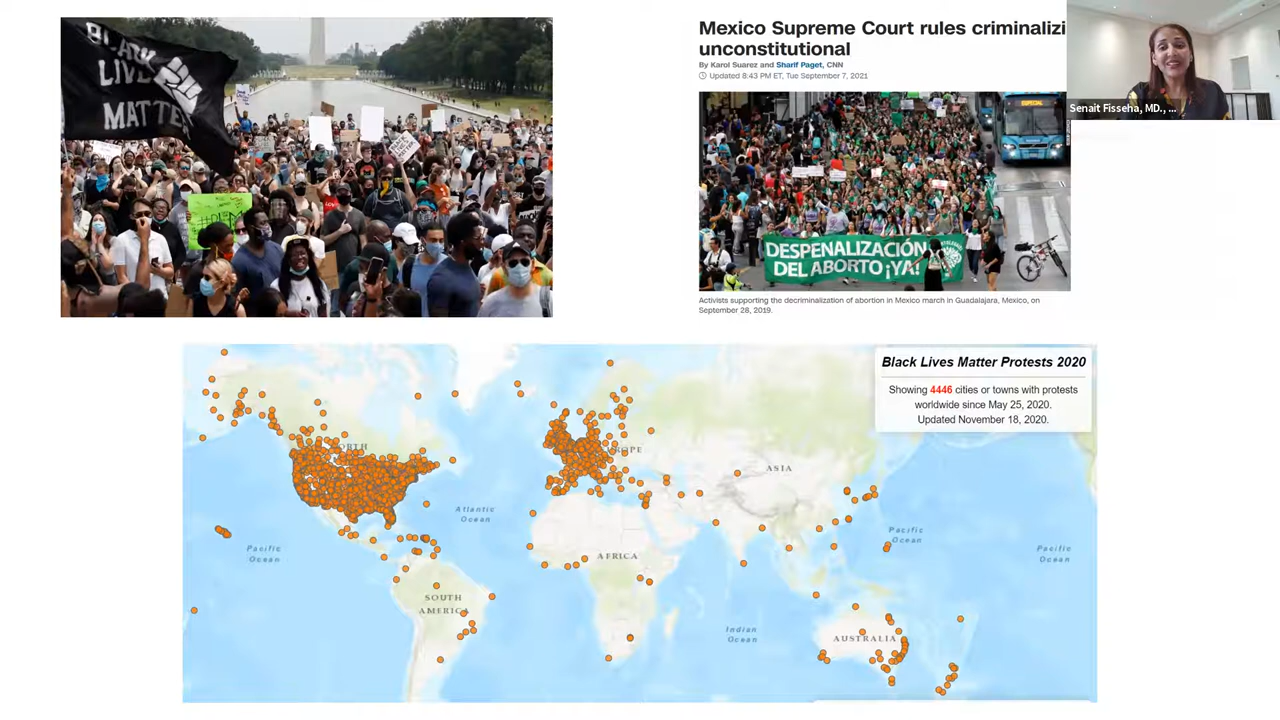 BLACK
LIVES
MATTER
Mexico Supreme Court rules criminalizi
unconstitutional
By Karol Suarez and Sharif Paget, CNN
Updated 8:43 PM ET, Tue September 7, 2021
Senait Fisseha, MD., ...
DESPENALIZACIÓN
DEL ABORTO ¡YA!
Activists supporting the decriminalization of abortion in Mexico march in Guadalajara, Mexico, on
September 28, 2019.
Black Lives Matter Protests 2020
Showing 4446 cities or towns with protests
worldwide since May 25, 2020.
Updated November 18, 2020.
ASIA
Atlantic
Ocean
Pacific
Ocean
Pacific
Ocean
Pacific
Ocean
AFRICA
SOUTH
AMERICA
Indian
Ocean
AUSTRALIA